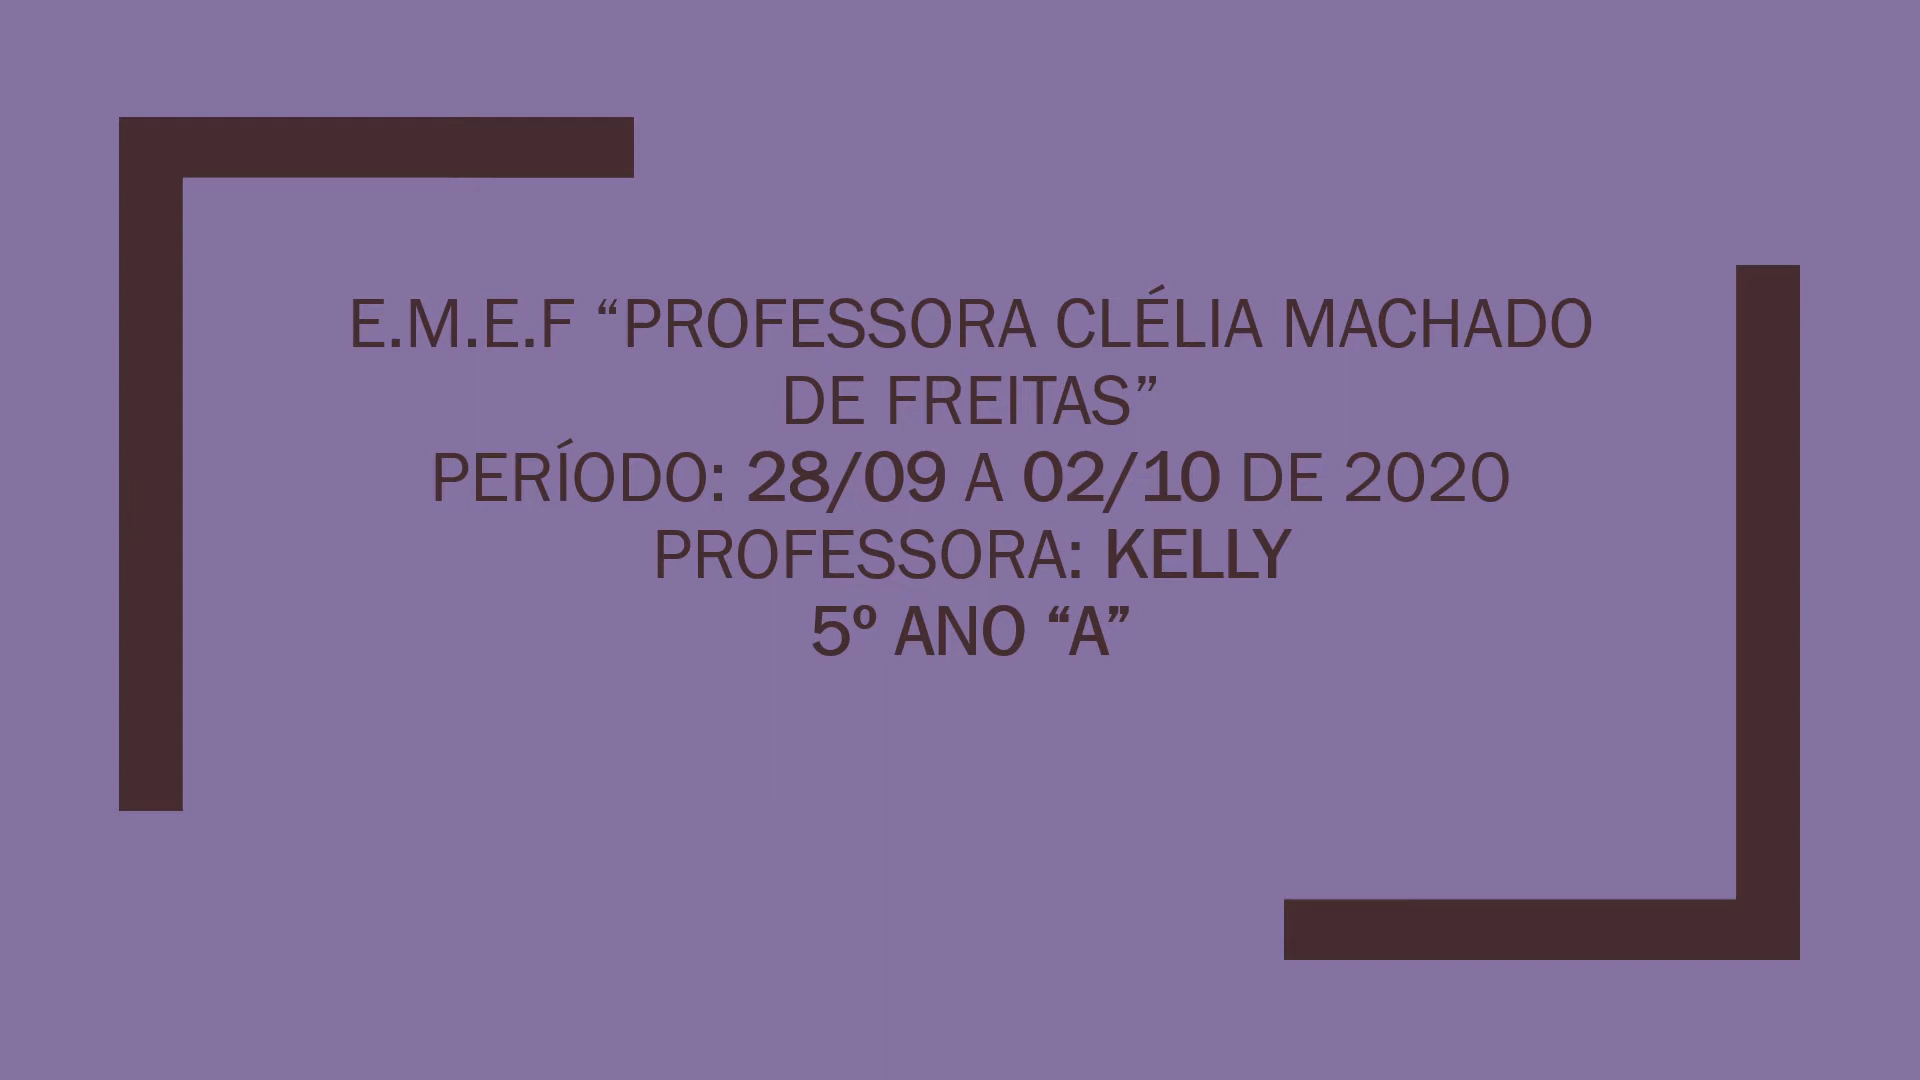 E.M.E.F “PROFESSORA CLÉLIA MACHADO
DE FREITAS”
PERÍODO: 28/09 A 02/10 DE 2020
PROFESSORA: KELLY
5º ANO “A”